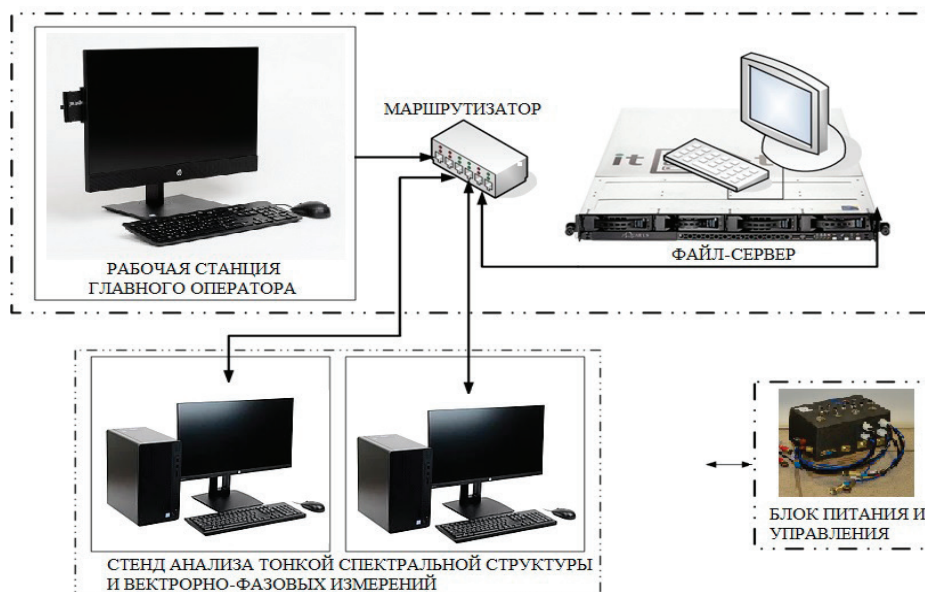 МАРШРУТИЗАТОР
it
РАБОЧАЯ СТАНЦИЯ
ГЛАВНОГО ОПЕРАТОРА
ФАЙЛ-СЕРВЕР
БЛОК ПИТАНИЯ И
УПРАВЛЕНИЯ
СТЕНД АНАЛИЗА ТОНКОЙ СПЕКТРАЛЬНОЙ СТРУКТУРЫ
И ВЕКТРОРНО-ФАЗОВЫХ ИЗМЕРЕНИЙ